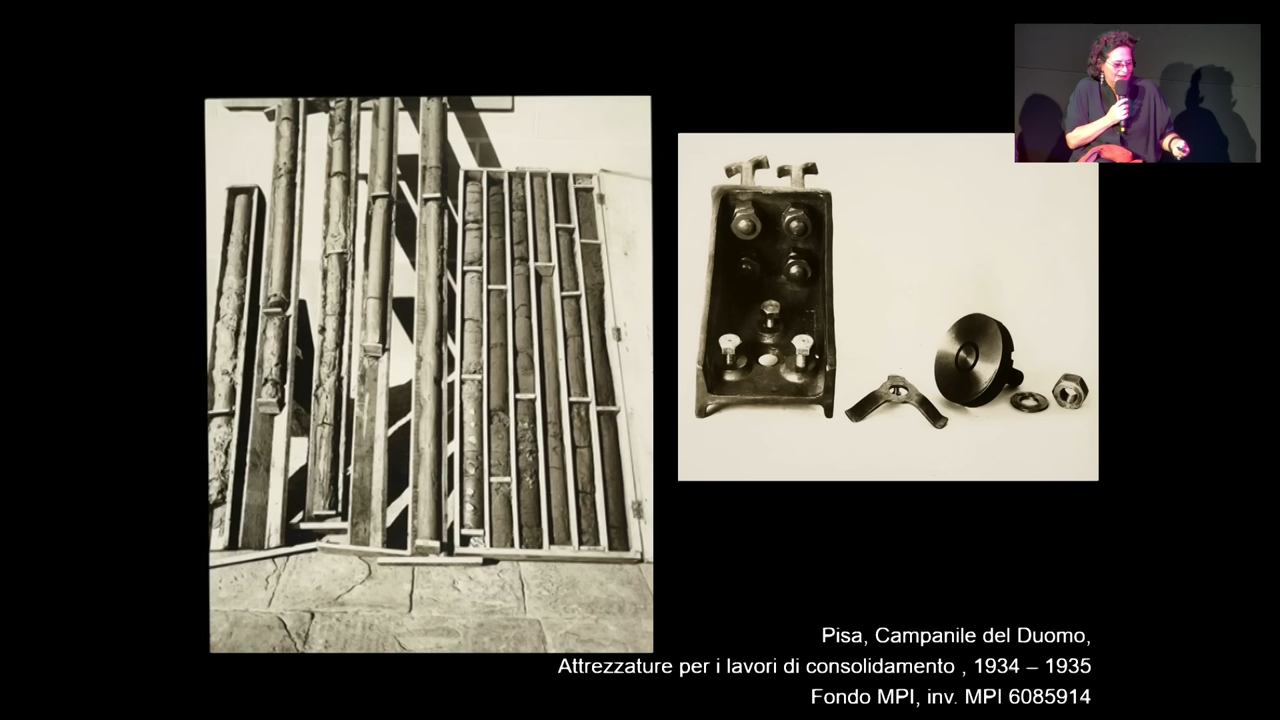 Pisa, Campanile del Duomo,
Attrezzature per i lavori di consolidamento , 1934 – 1935
Fondo MPI, inv. MPI 6085914